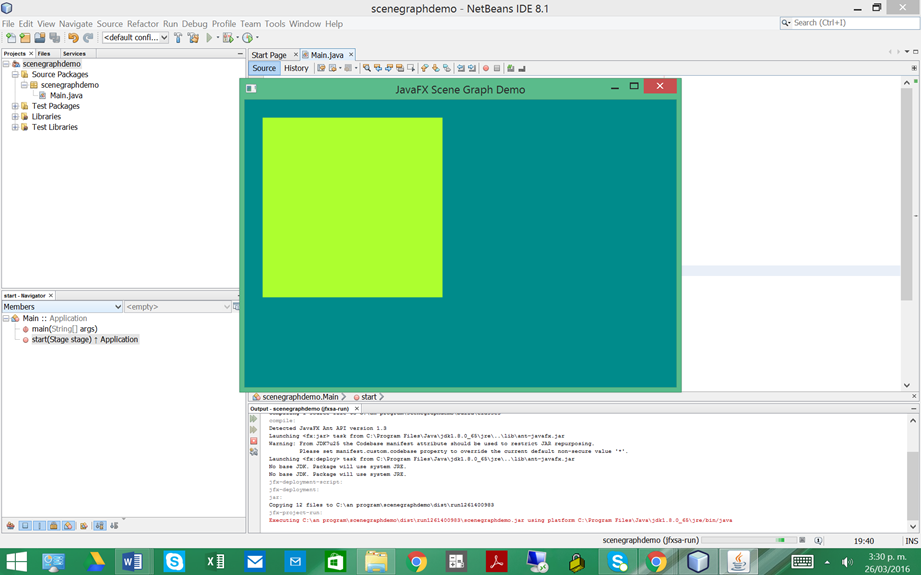 scenegraphdemo - NetBeans IDE 8.1
File Edit View Navigate Source Refactor Run Debug Profile Team Tools Window Help
Search (Ctrl+I)
<default confi...
Projects Files Services
scenegraphdemo
Source Packages
scenegraphdemo
Main.java
Test Packages
Libraries
Test Libraries
Start Page Main.java
Source History
JavaFX Scene Graph Demo
start - Navigator
Members <empty>
Main :: Application
main(String[] args)
start(Stage stage) ↑ Application
scenegraphdemo.Main start
Output - scenegraphdemo (jfxsa-run)
compile:
Detected JavaFX Ant API version 1.3
Launching <fx:jar> task from C:\Program Files\Java\jdk1.8.0_65\jre\..\lib\ant-javafx.jar
Warning: From JDK7u25 the Codebase manifest attribute should be used to restrict JAR repurposing.
Please set manifest.custom.codebase property to override the current default non-secure value '*'.
Launching <fx:deploy> task from C:\Program Files\Java\jdk1.8.0_65\jre\..\lib\ant-javafx.jar
No base JDK. Package will use system JRE.
No base JDK. Package will use system JRE.
jfx-deployment-script:
jfx-deployment:
jar:
Copying 12 files to C:\an program\scenegraphdemo\dist\run1261400983
jfx-project-run:
Executing C:\an program\scenegraphdemo\dist\run1261400983\scenegraphdemo.jar using platform C:\Program Files\Java\jdk1.8.0_65\jre/bin/java
scenegraphdemo (jfxsa-run)
19:40 INS
3:30 p. m.
26/03/2016